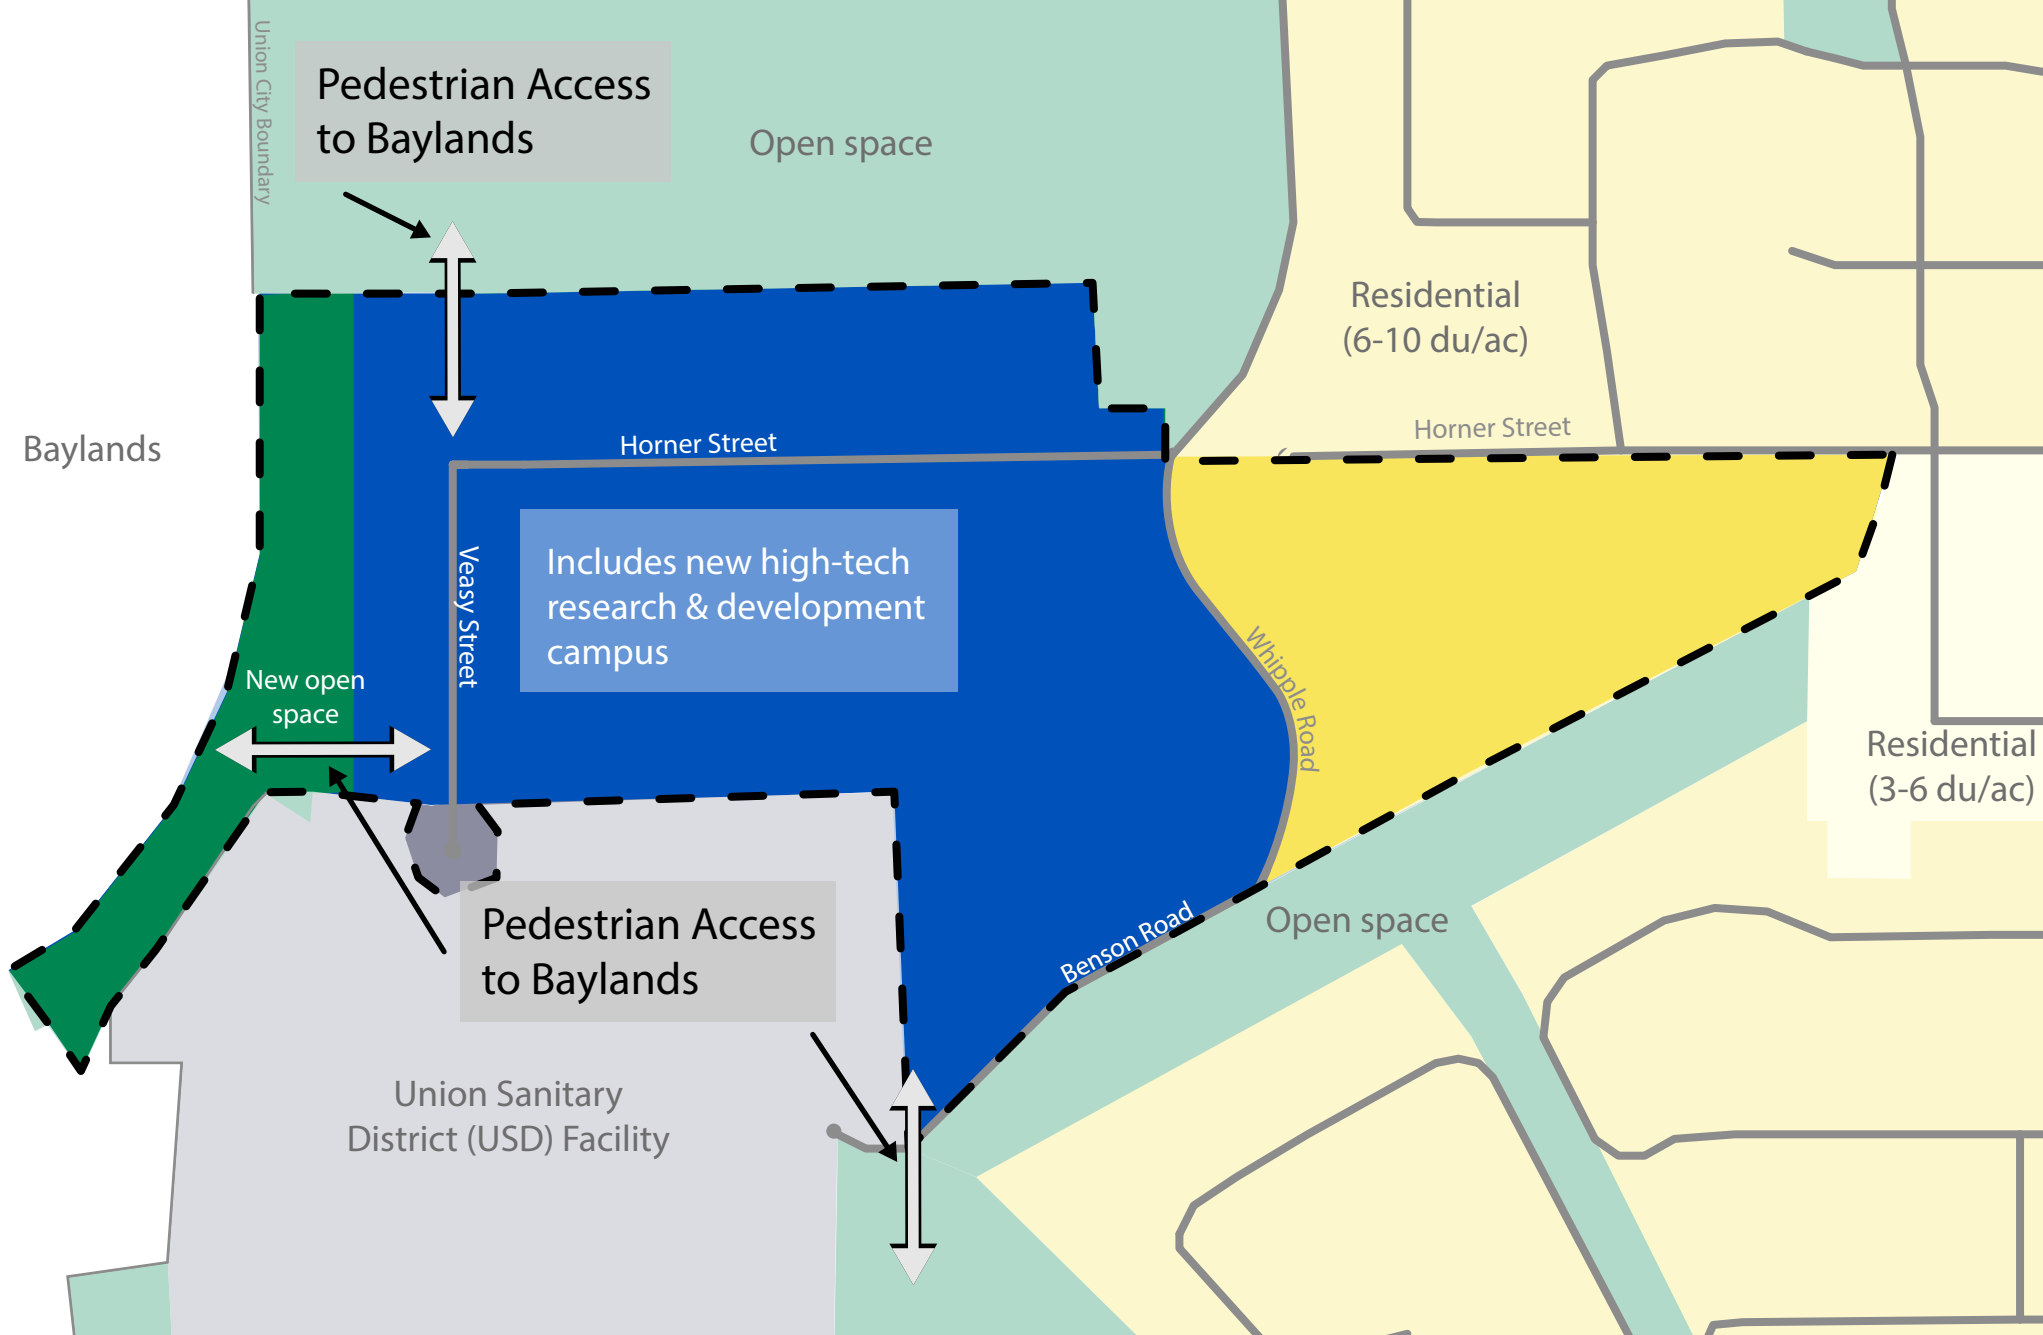 Union City Boundary
Pedestrian Access
to Baylands
Open space
Residential
(6-10 du/ac)
Baylands
Horner Street
Horner Street
Includes new high-tech
research & development
campus
Veasy Street
Whipple Road
New open
space
Residential
(3-6 du/ac)
Pedestrian Access
to Baylands
Benson Road
Open space
Union Sanitary
District (USD) Facility